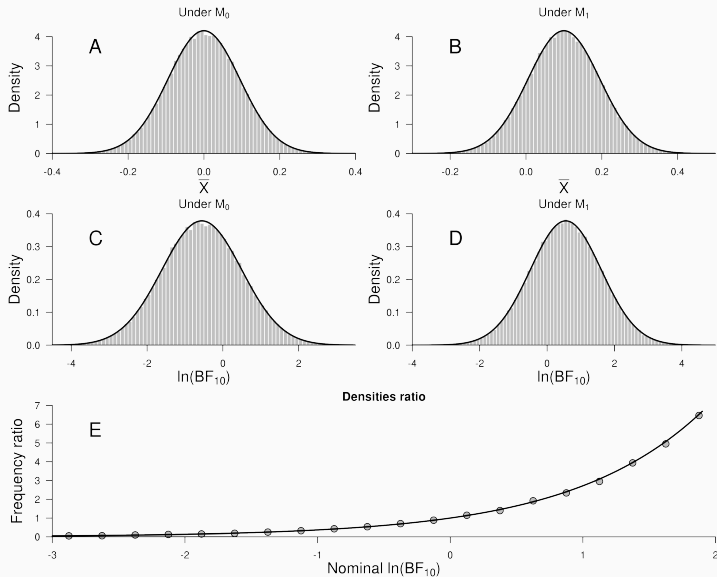 Under M₀
Under M₁
A
B
Density
Density
0
1
2
3
4
0
1
2
3
4
-0.4
-0.2
0.0
0.2
0.4
-0.2
0.0
0.2
0.4
X̅
X̅
Under M₀
Under M₁
C
D
Density
Density
0.0
0.1
0.2
0.3
0.4
0.0
0.1
0.2
0.3
0.4
-4
-2
0
2
-4
-2
0
2
4
ln(BF₁₀)
ln(BF₁₀)
Densities ratio
E
Frequency ratio
0
1
2
3
4
5
6
7
-3
-2
-1
0
1
2
Nominal ln(BF₁₀)